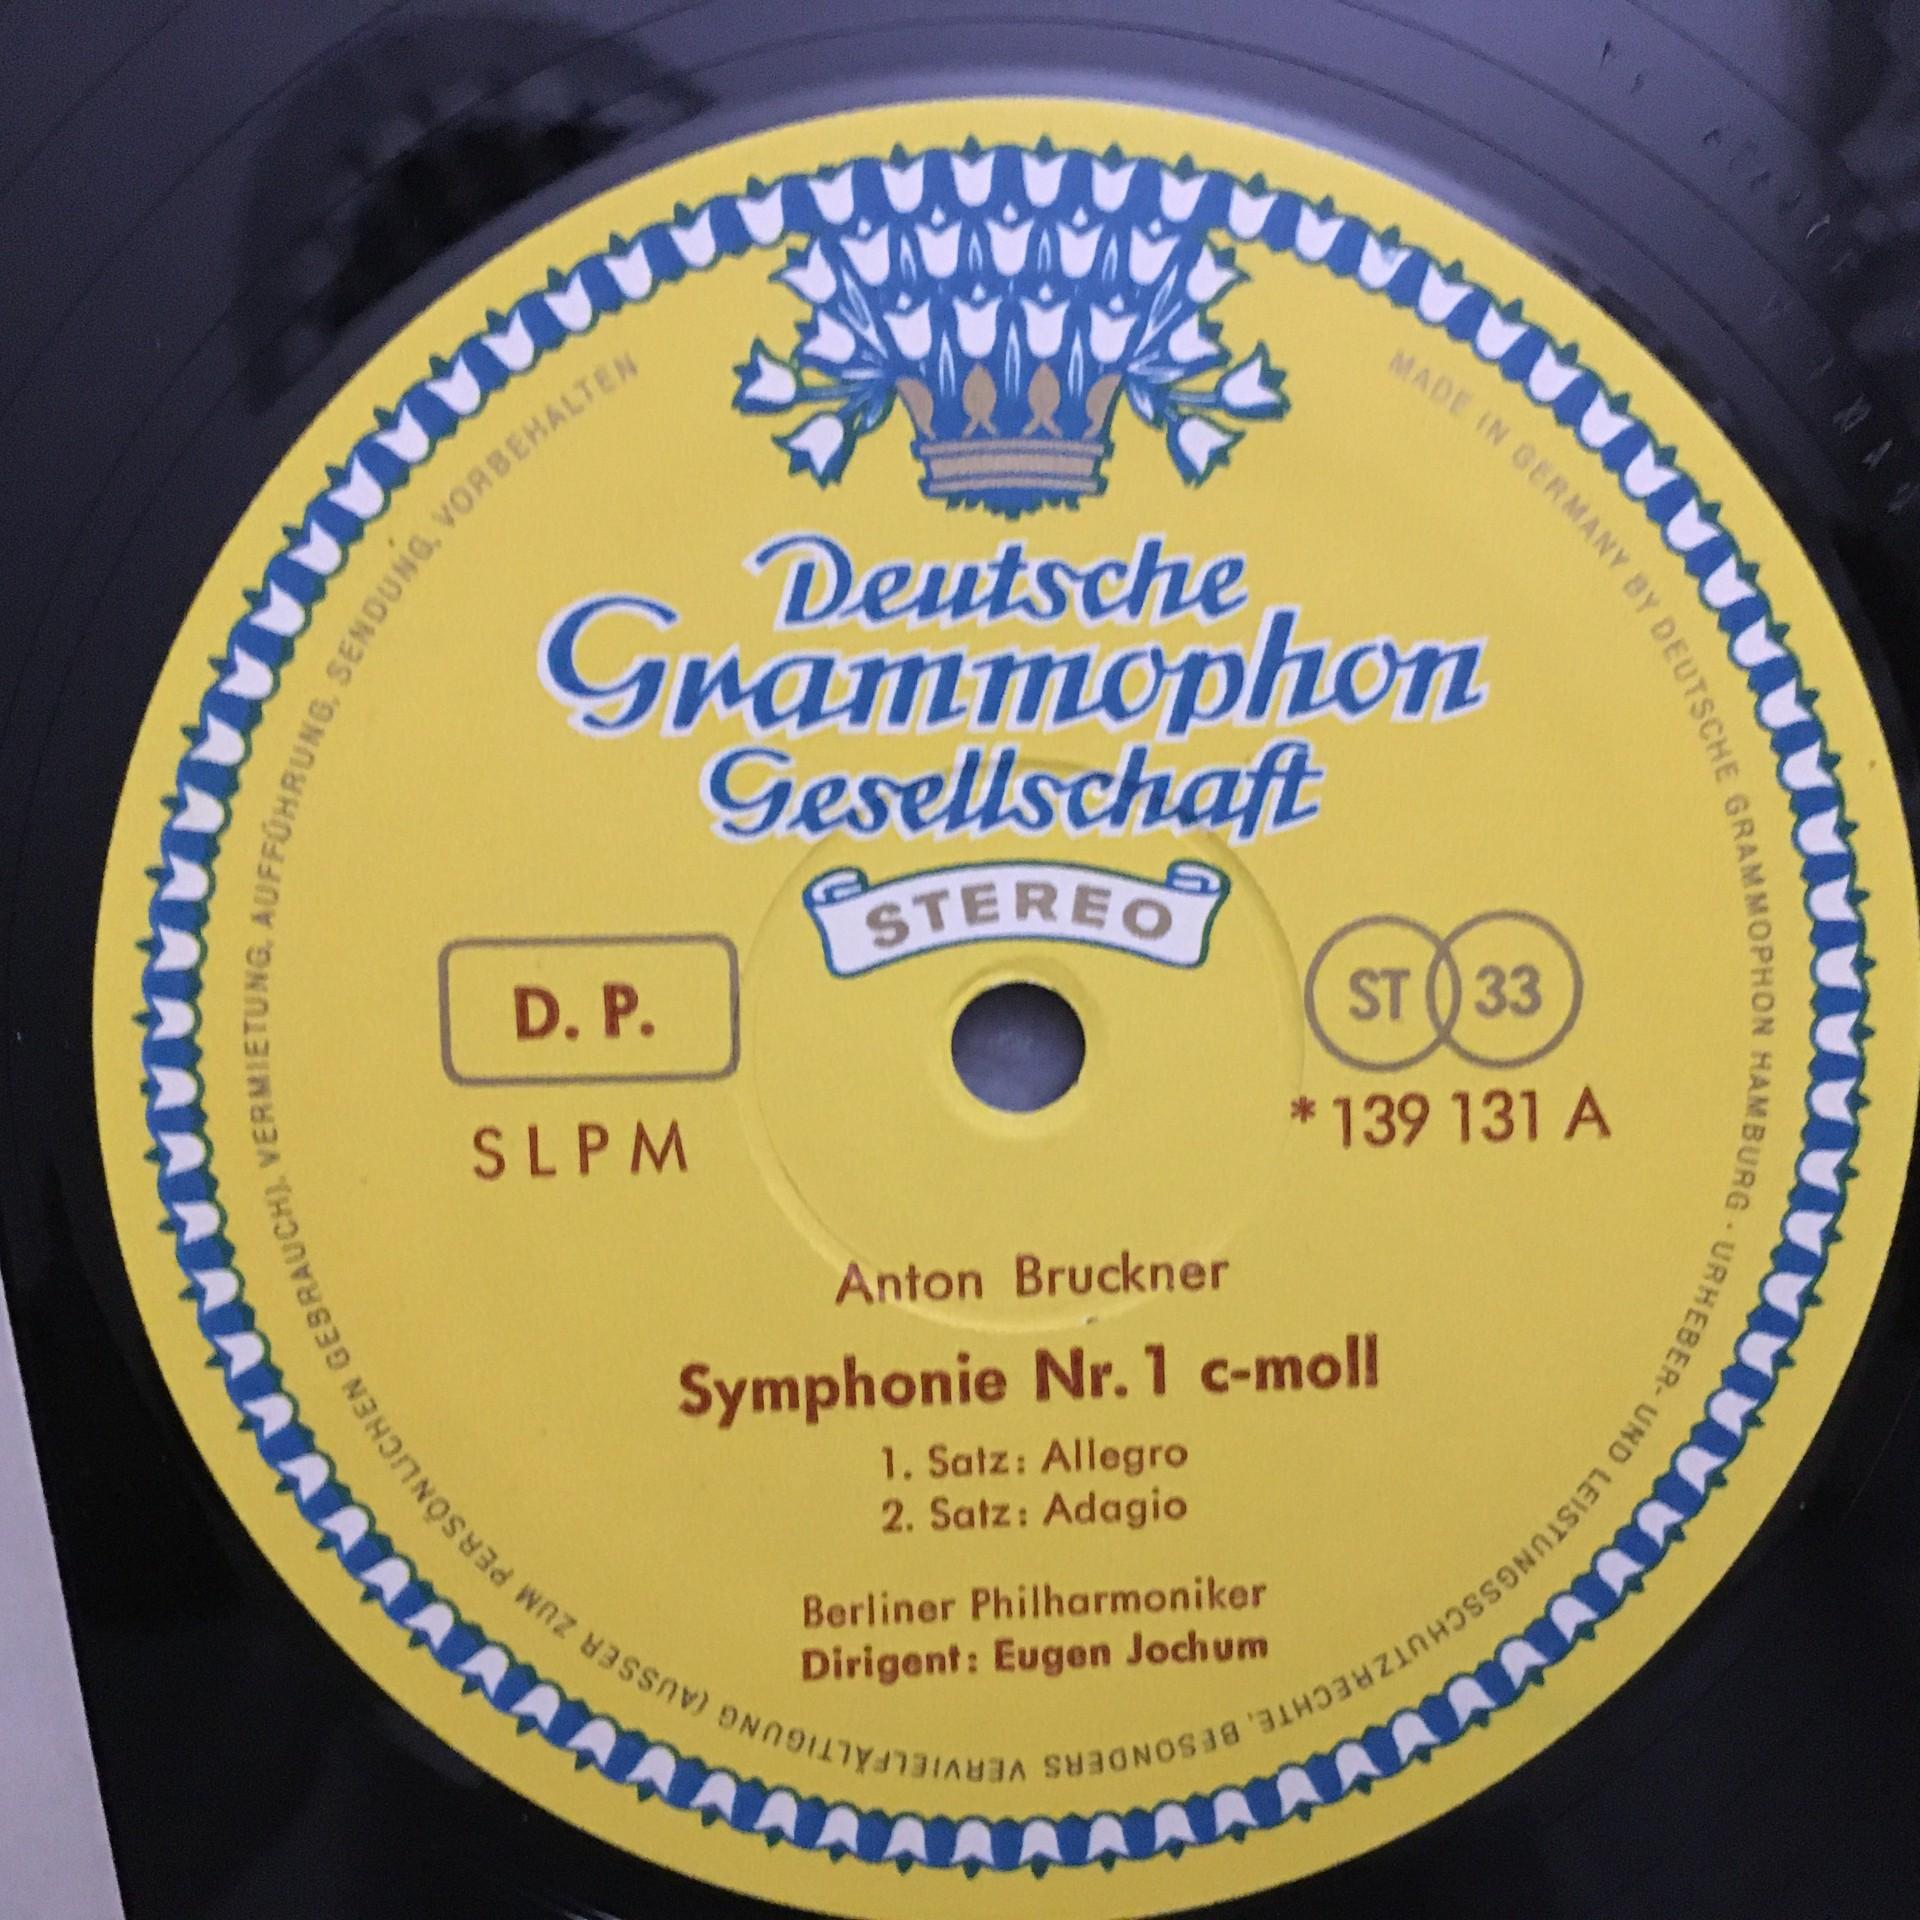 Deutsche
Grammophon
Gesellschaft
STEREO
D. P.
ST 33
SLPM
* 139 131 A
Anton Bruckner
Symphonie Nr. 1 c-moll
1. Satz: Allegro
2. Satz: Adagio
Berliner Philharmoniker
Dirigent: Eugen Jochum
MADE IN GERMANY BY DEUTSCHE GRAMMOPHON HAMBURG · URHEBER- UND LEISTUNGSSCHUTZRECHTE, BESONDERS VERVIELFÄLTIGUNG (AUSSER ZUM PERSÖNLICHEN GEBRAUCH), VERMIETUNG, AUFFÜHRUNG, SENDUNG, VORBEHALTEN